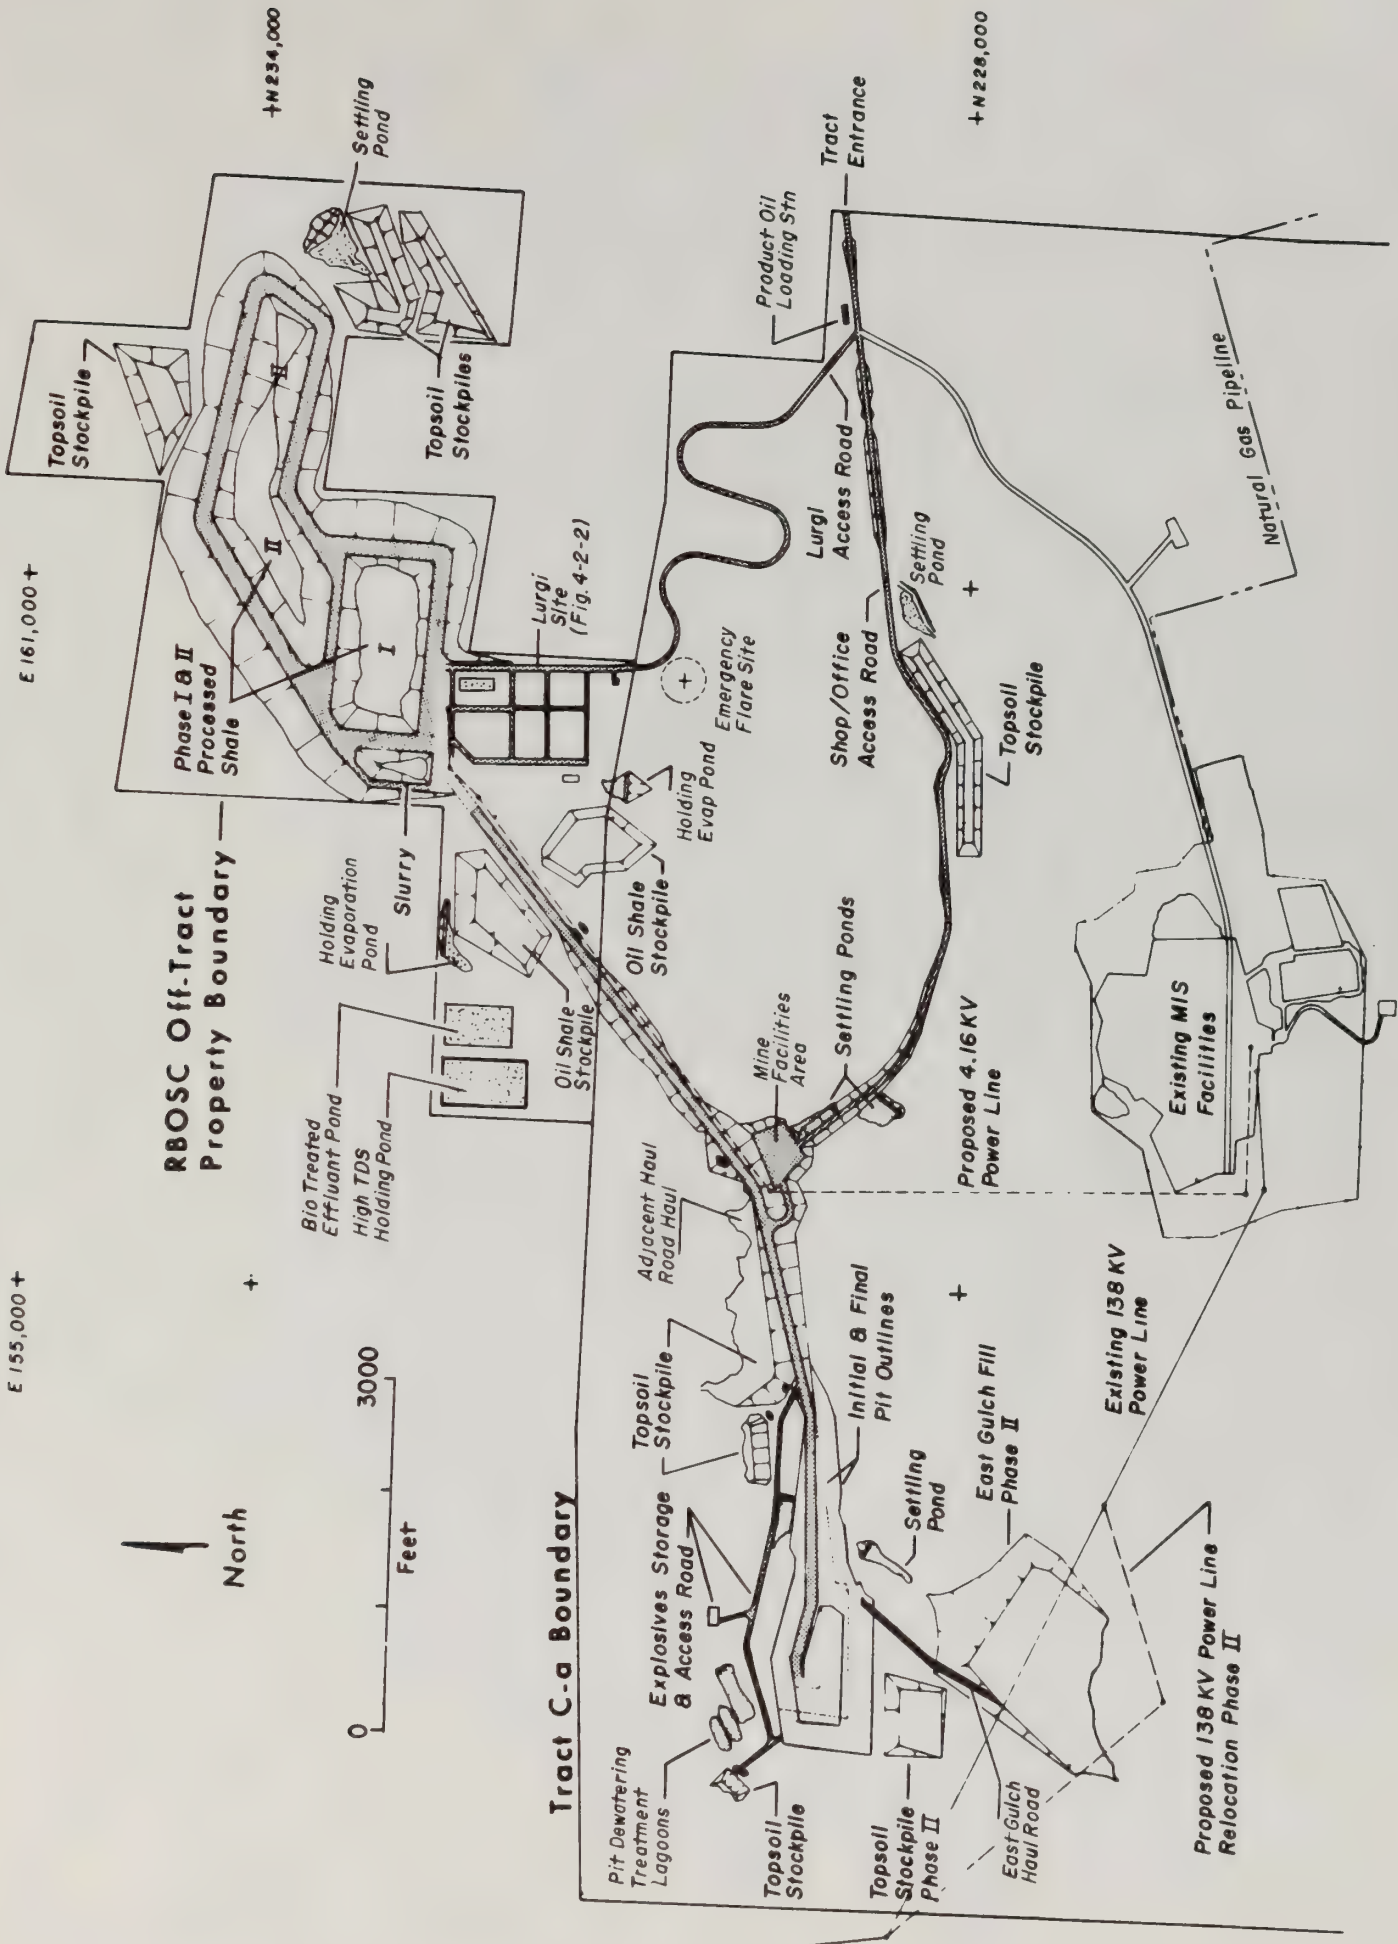 E 155,000 +
E 161,000 +
+N 234,000
+N 228,000
North
0
3000
Feet
RBOSC Off-Tract
Property Boundary
Tract C-a Boundary
Topsoil
Stockpile
Settling
Pond
Topsoil
Stockpiles
Phase I & II
Processed
Shale
II
II
I
Slurry
Holding
Evaporation
Pond
Bio Treated
Effluant Pond
High TDS
Holding Pond
Oil Shale
Stockpile
Lurgi
Site
(Fig. 4-2-2)
Emergency
Flare Site
Holding
Evap Pond
Oil Shale
Stockpile
Product Oil
Loading Stn
Tract
Entrance
Lurgi
Access Road
Shop/Office
Access Road
Settling
Pond
Topsoil
Stockpile
Natural Gas Pipeline
Settling Ponds
Mine
Facilities
Area
Adjacent Haul
Road Haul
Proposed 4.16KV
Power Line
Existing MIS
Facilities
Topsoil
Stockpile
Explosives Storage
& Access Road
Initial & Final
Pit Outlines
Settling
Pond
East Gulch Fill
Phase II
Existing 138 KV
Power Line
Pit Dewatering
Treatment
Lagoons
Topsoil
Stockpile
Topsoil
Stockpile
Phase II
East Gulch
Haul Road
Proposed 138 KV Power Line
Relocation Phase II